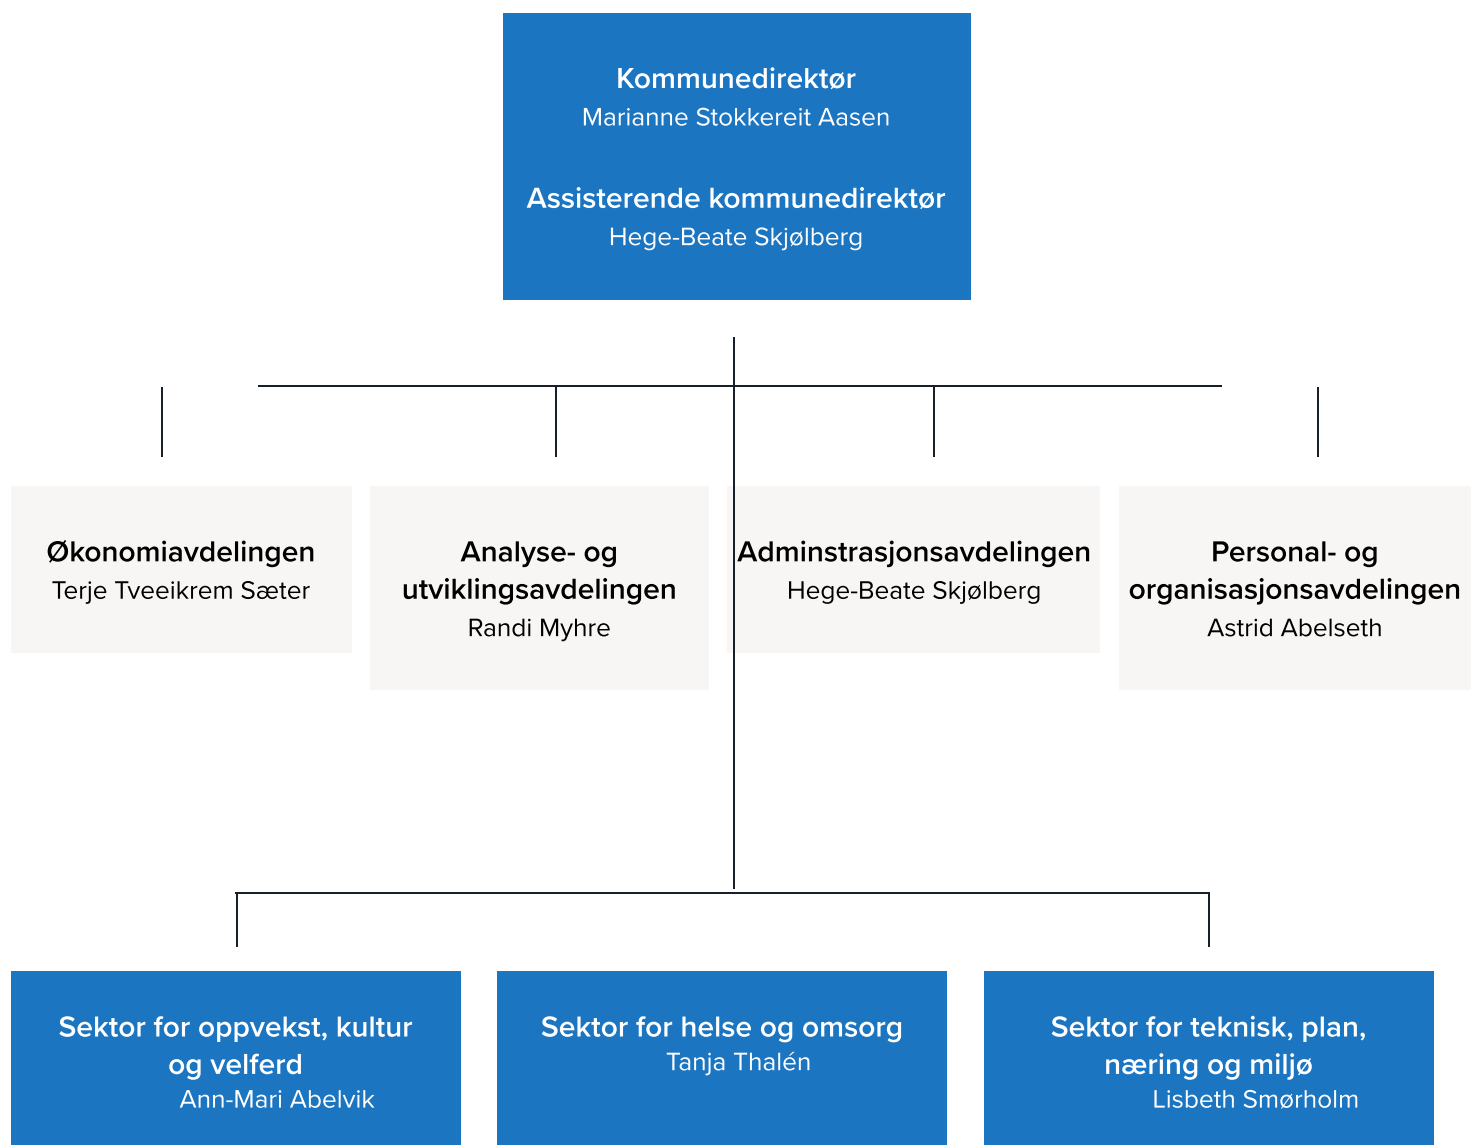 Kommunedirektør
Marianne Stokkereit Aasen
Assisterende kommunedirektør
Hege-Beate Skjølberg
Økonomiavdelingen
Terje Tveeikrem Sæter
Analyse- og
utviklingsavdelingen
Randi Myhre
Adminstrasjonsavdelingen
Hege-Beate Skjølberg
Personal- og
organisasjonsavdelingen
Astrid Abelseth
Sektor for oppvekst, kultur
og velferd
Ann-Mari Abelvik
Sektor for helse og omsorg
Tanja Thalén
Sektor for teknisk, plan,
næring og miljø
Lisbeth Smørholm